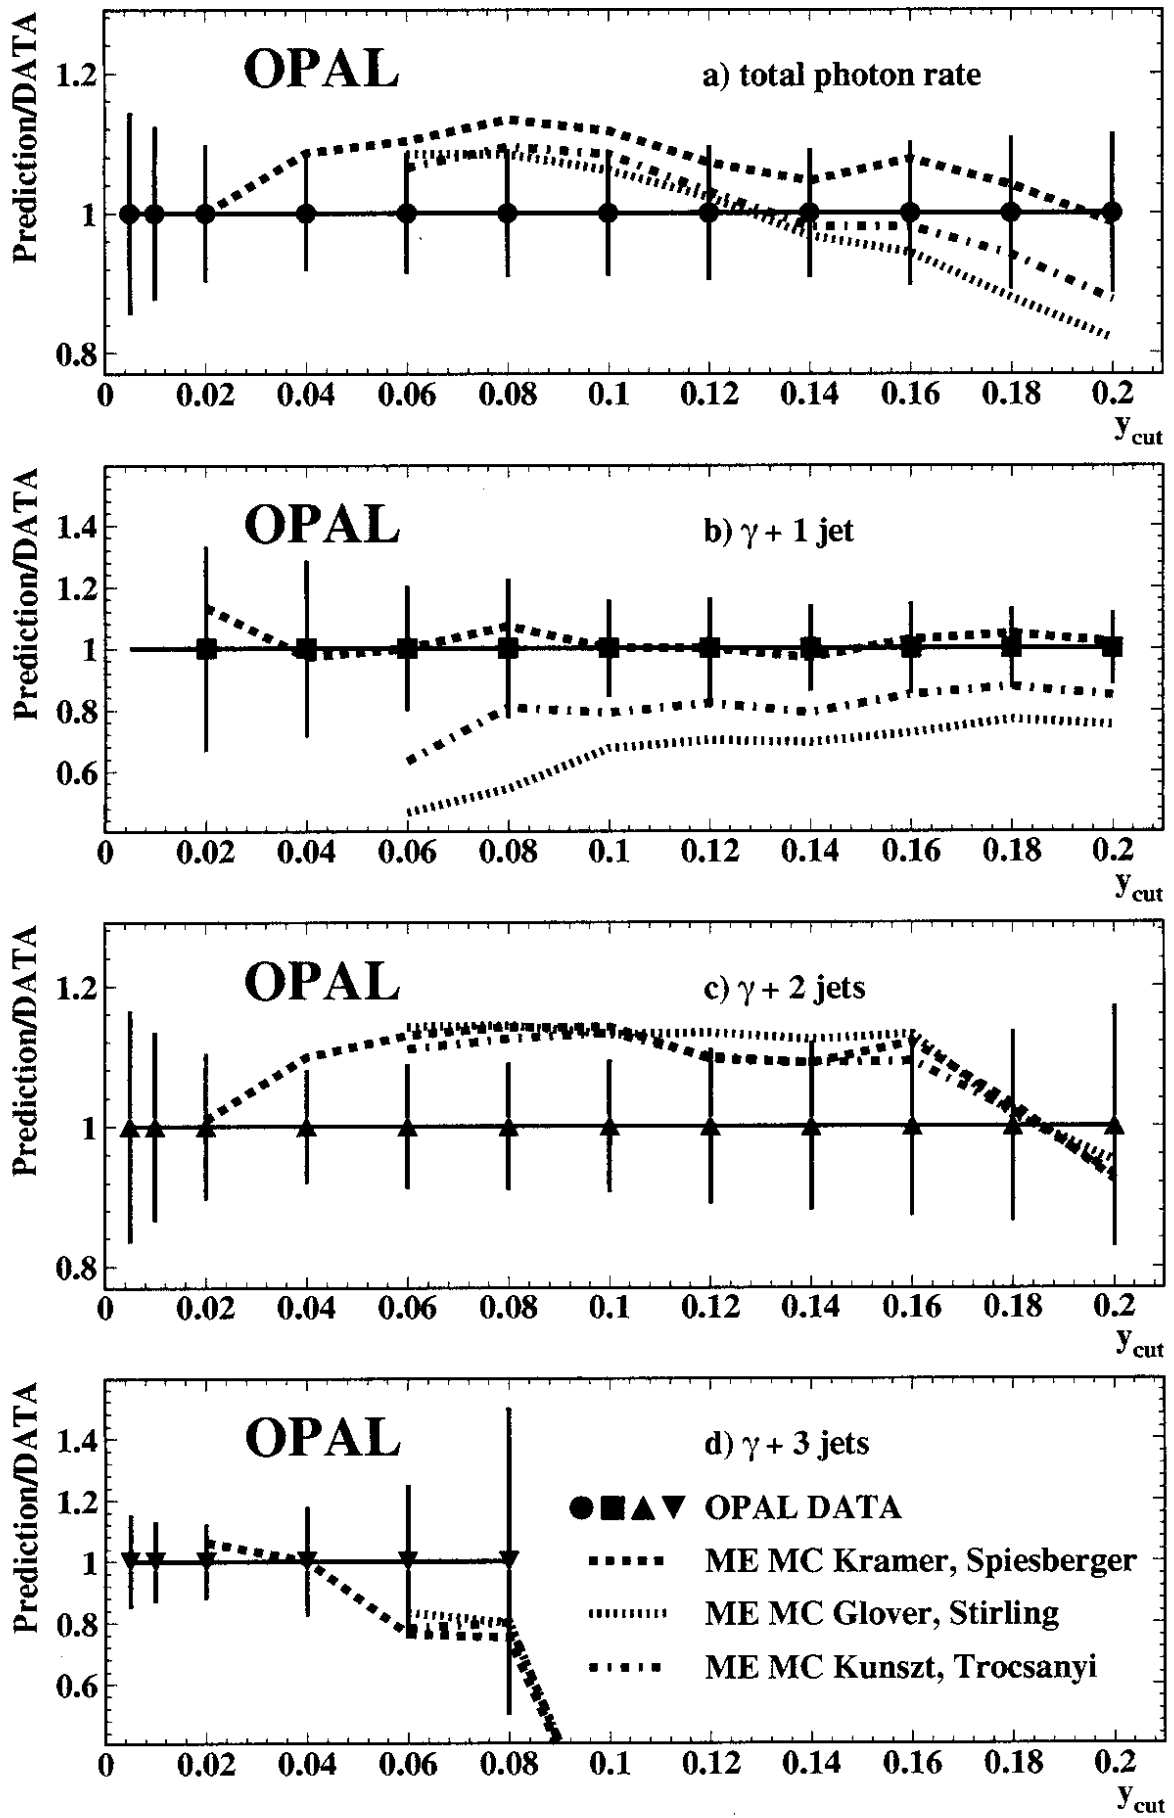 Prediction/DATA
OPAL
a) total photon rate
1.2
1
0.8
0 0.02 0.04 0.06 0.08 0.1 0.12 0.14 0.16 0.18 0.2
ycut
Prediction/DATA
OPAL
b) γ + 1 jet
1.4
1.2
1
0.8
0.6
0 0.02 0.04 0.06 0.08 0.1 0.12 0.14 0.16 0.18 0.2
ycut
Prediction/DATA
OPAL
c) γ + 2 jets
1.2
1
0.8
0 0.02 0.04 0.06 0.08 0.1 0.12 0.14 0.16 0.18 0.2
ycut
Prediction/DATA
OPAL
d) γ + 3 jets
1.4
1.2
1
0.8
0.6
OPAL DATA
ME MC Kramer, Spiesberger
ME MC Glover, Stirling
ME MC Kunszt, Trocsanyi
0 0.02 0.04 0.06 0.08 0.1 0.12 0.14 0.16 0.18 0.2
ycut